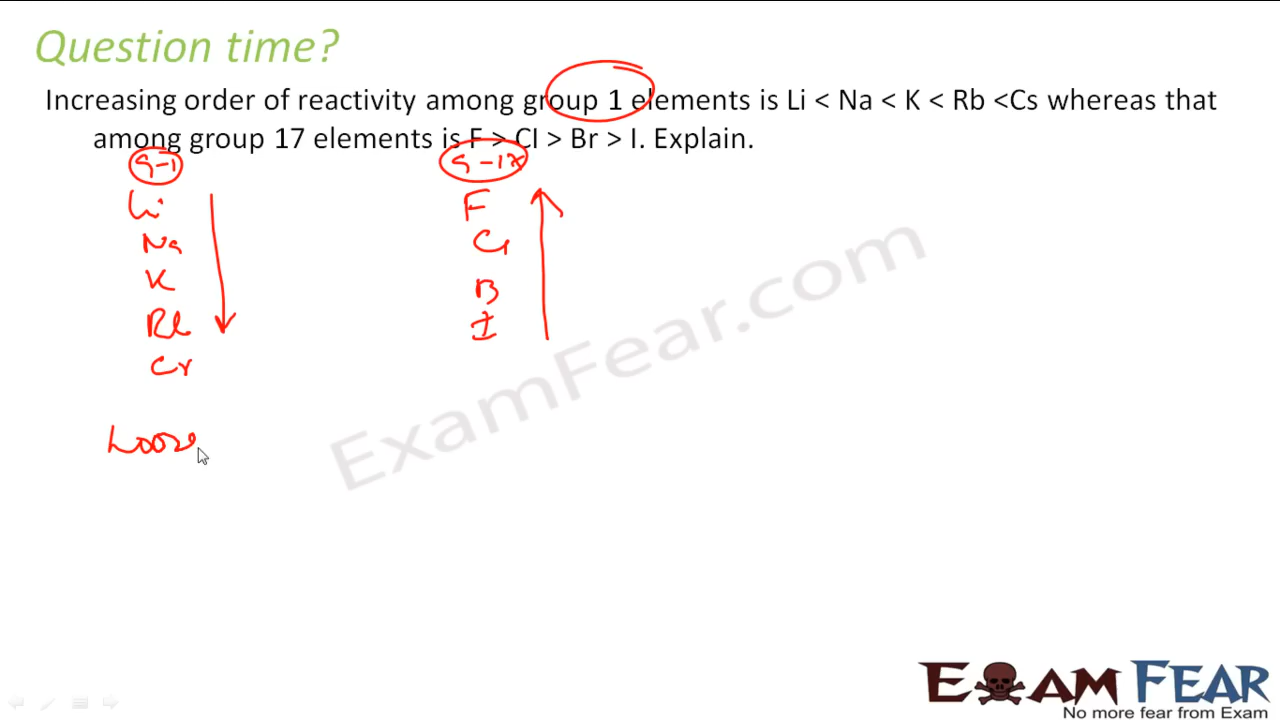 Question time?
Increasing order of reactivity among group 1 elements is Li < Na < K < Rb <Cs whereas that
among group 17 elements is F > CI > Br > I. Explain.
G-1
G-17
Li
F
Na
Cl
K
B
Rb
I
Cr
Loose
ExamFear.com
EXAM FEAR
No more fear from Exam